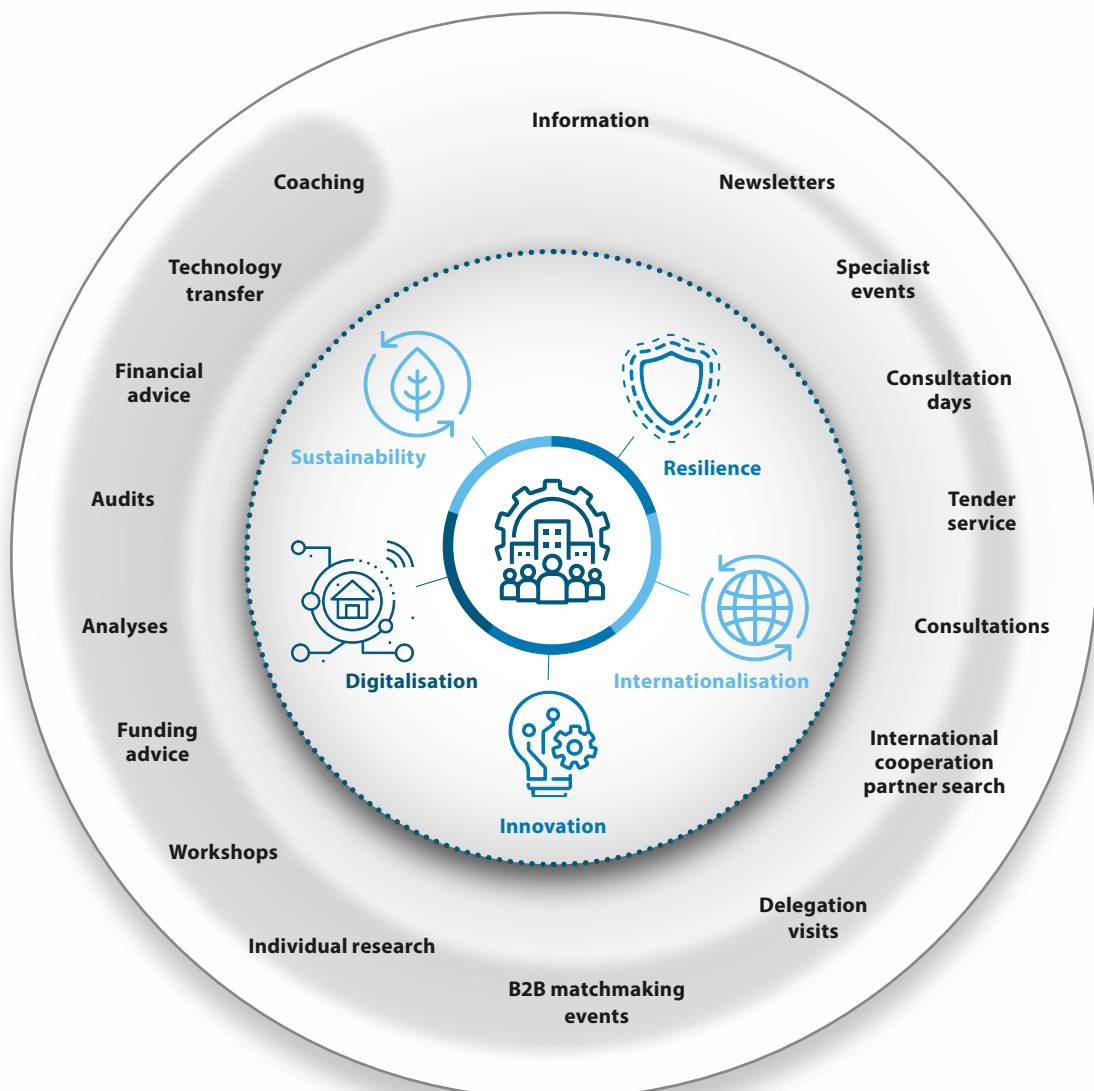 Information
Newsletters
Specialist
events
Consultation
days
Tender
service
Consultations
International
cooperation
partner search
Delegation
visits
B2B matchmaking
events
Individual research
Workshops
Funding
advice
Analyses
Audits
Financial
advice
Technology
transfer
Coaching
Sustainability
Resilience
Internationalisation
Innovation
Digitalisation